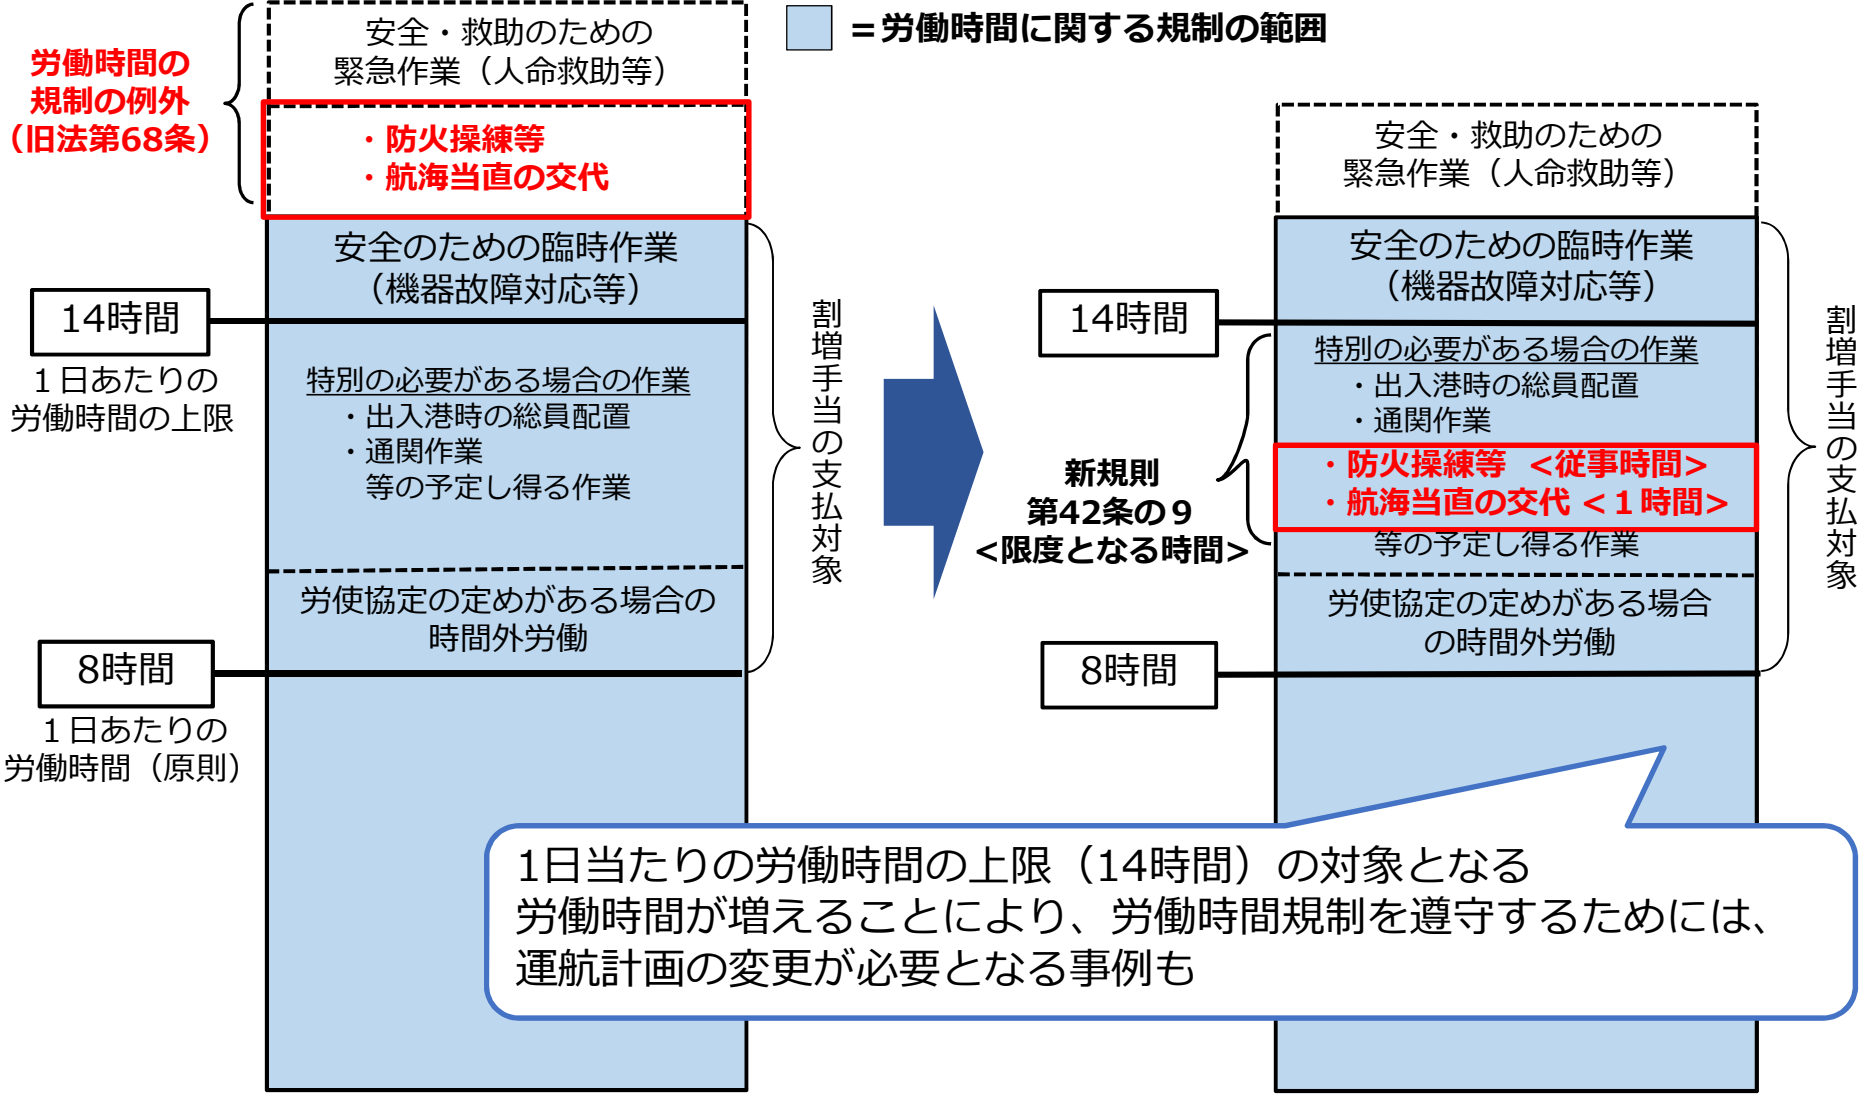 ＝労働時間に関する規制の範囲
労働時間の
規制の例外
（旧法第68条）
安全・救助のための
緊急作業（人命救助等）
・防火操練等
・航海当直の交代
安全のための臨時作業
（機器故障対応等）
14時間
１日あたりの
労働時間の上限
特別の必要がある場合の作業
・出入港時の総員配置
・通関作業
等の予定し得る作業
労使協定の定めがある場合の
時間外労働
8時間
１日あたりの
労働時間（原則）
割増手当の支払対象
安全・救助のための
緊急作業（人命救助等）
安全のための臨時作業
（機器故障対応等）
14時間
特別の必要がある場合の作業
・出入港時の総員配置
・通関作業
・防火操練等 <従事時間>
・航海当直の交代 <１時間>
等の予定し得る作業
新規則
第42条の９
<限度となる時間>
労使協定の定めがある場合
の時間外労働
8時間
割増手当の支払対象
1日当たりの労働時間の上限（14時間）の対象となる
労働時間が増えることにより、労働時間規制を遵守するためには、
運航計画の変更が必要となる事例も